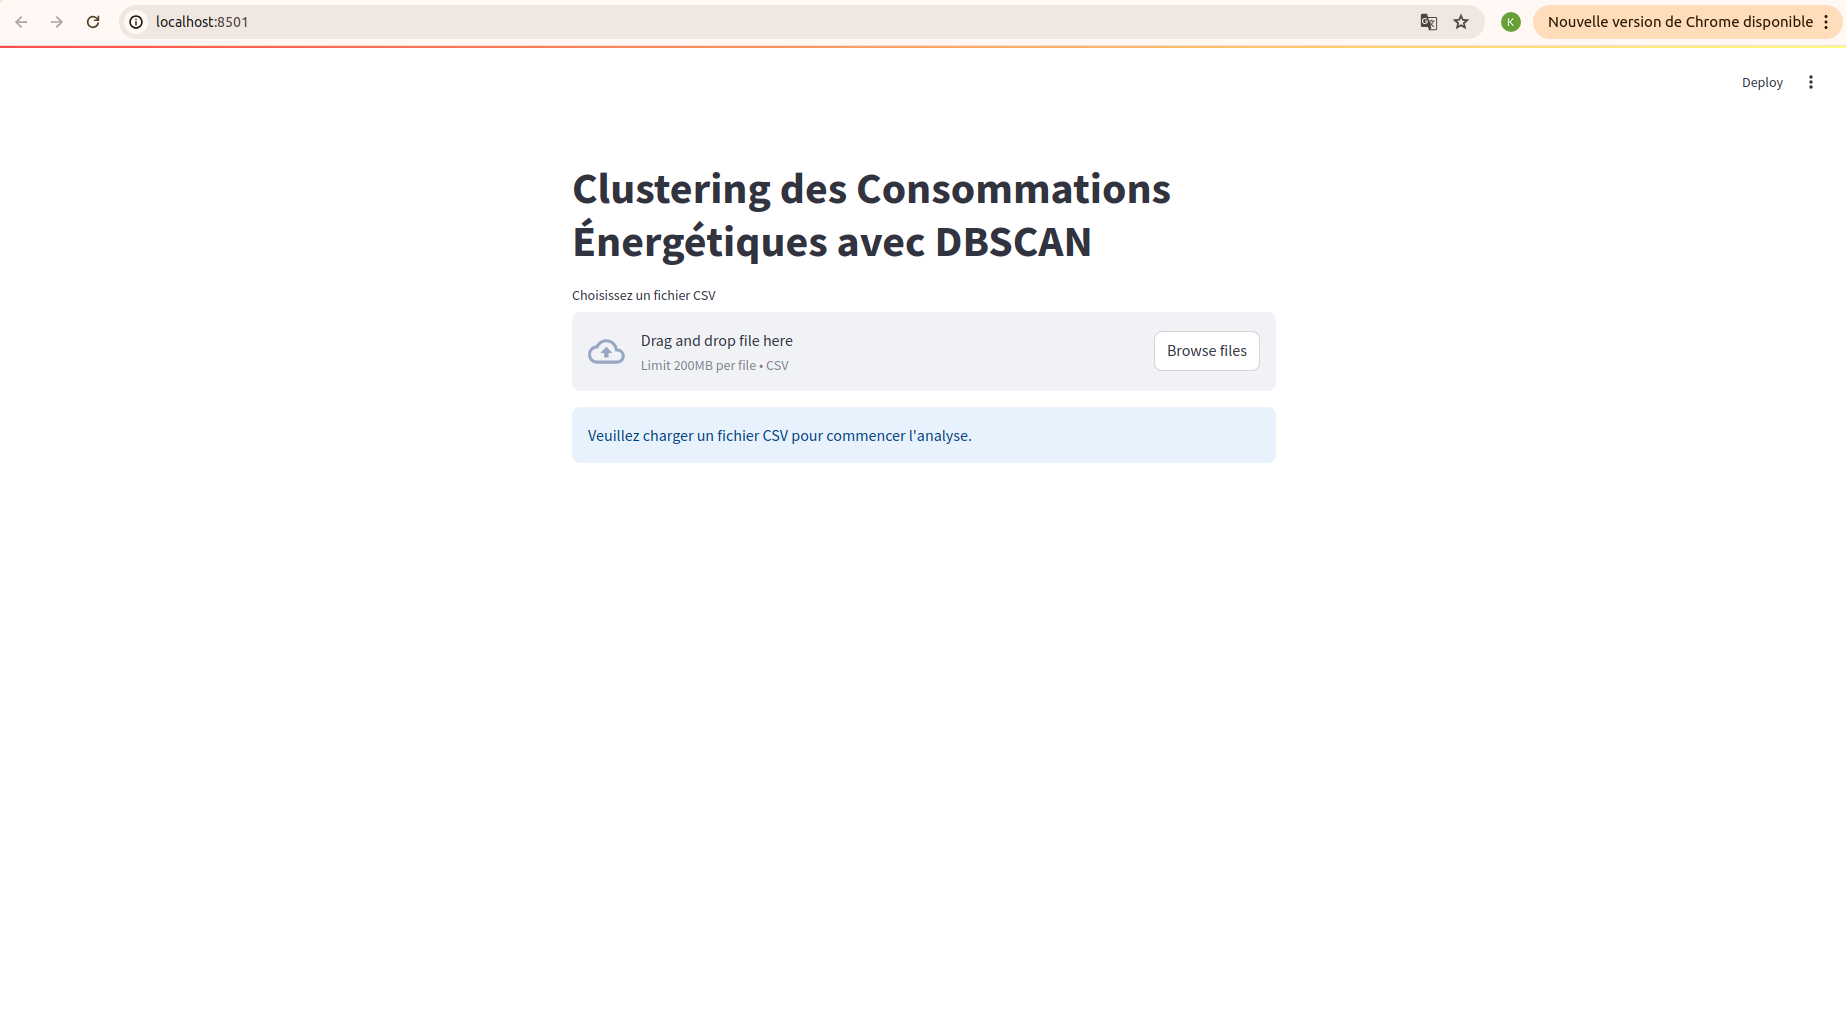 localhost:8501
K
Nouvelle version de Chrome disponible
Deploy
Clustering des Consommations
Énergétiques avec DBSCAN
Choisissez un fichier CSV
Drag and drop file here
Limit 200MB per file • CSV
Browse files
Veuillez charger un fichier CSV pour commencer l'analyse.